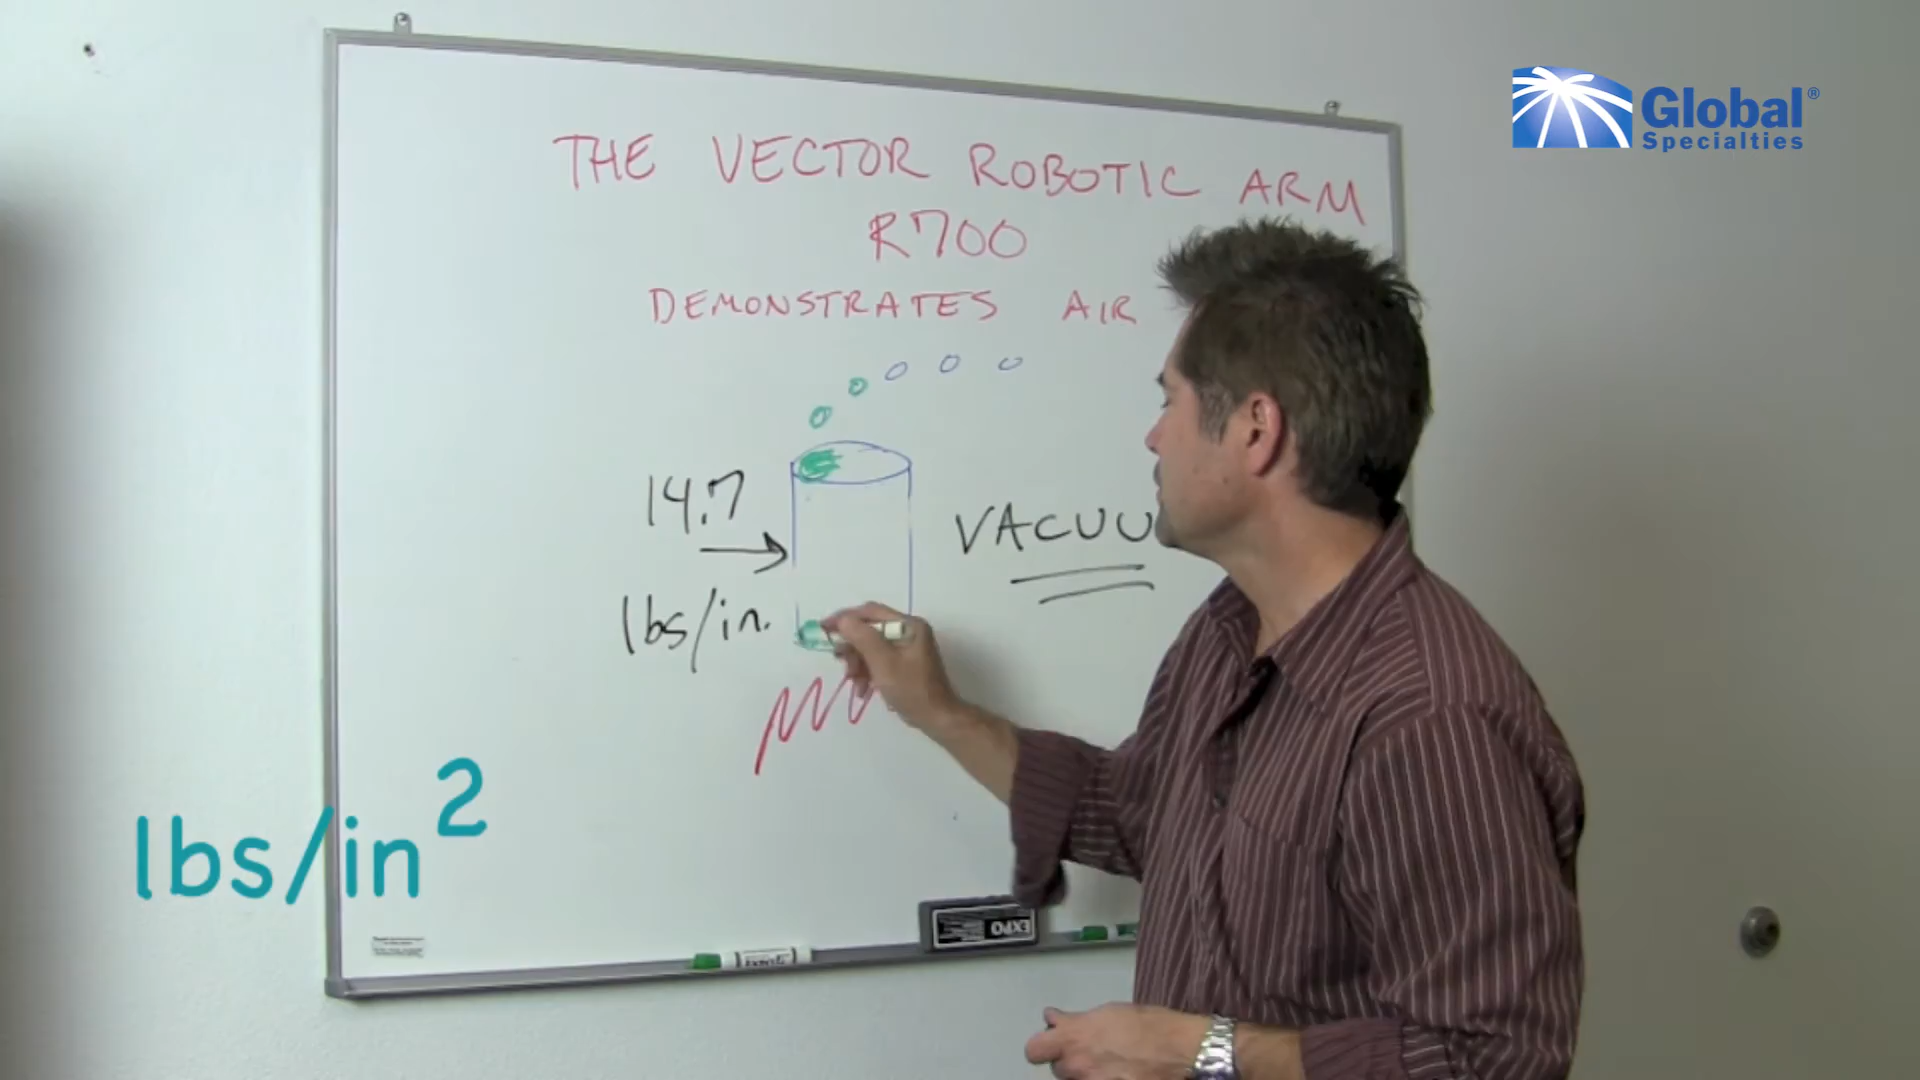 Global®
Specialties
THE VECTOR ROBOTIC ARM
R700
DEMONSTRATES AIR
14.7
lbs/in.
VACUU
lbs/in²
EXPO